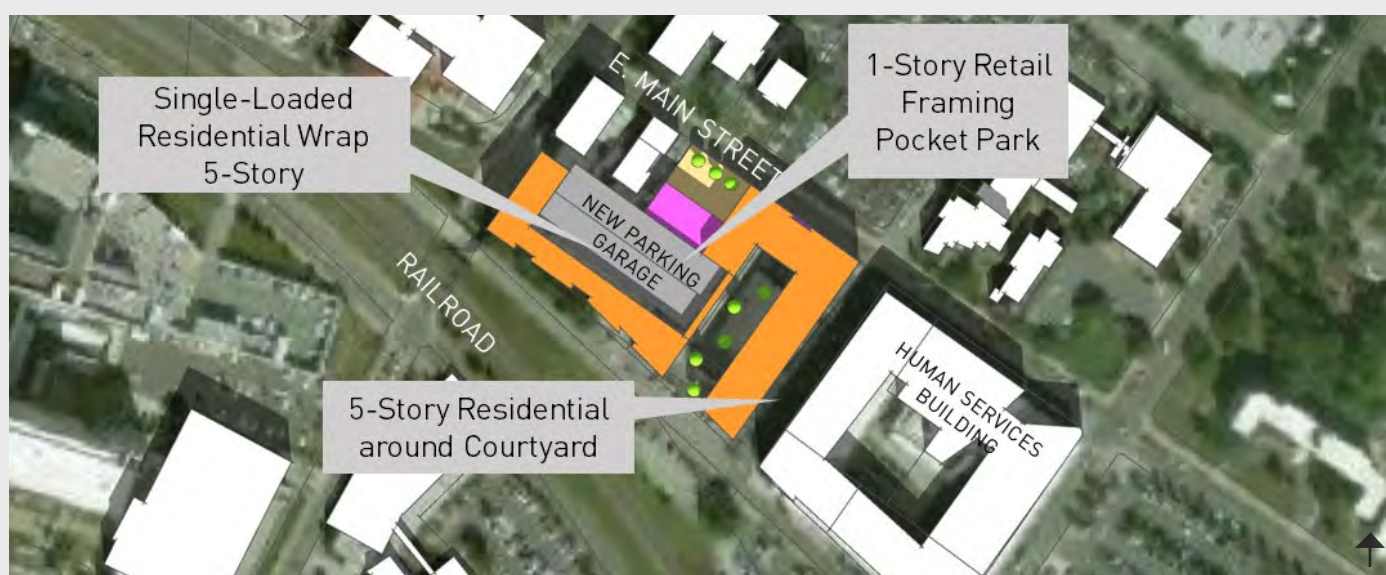 Single-Loaded
Residential Wrap
5-Story
E. MAIN STREET
1-Story Retail
Framing
Pocket Park
NEW PARKING
GARAGE
RAILROAD
5-Story Residential
around Courtyard
HUMAN SERVICES
BUILDING